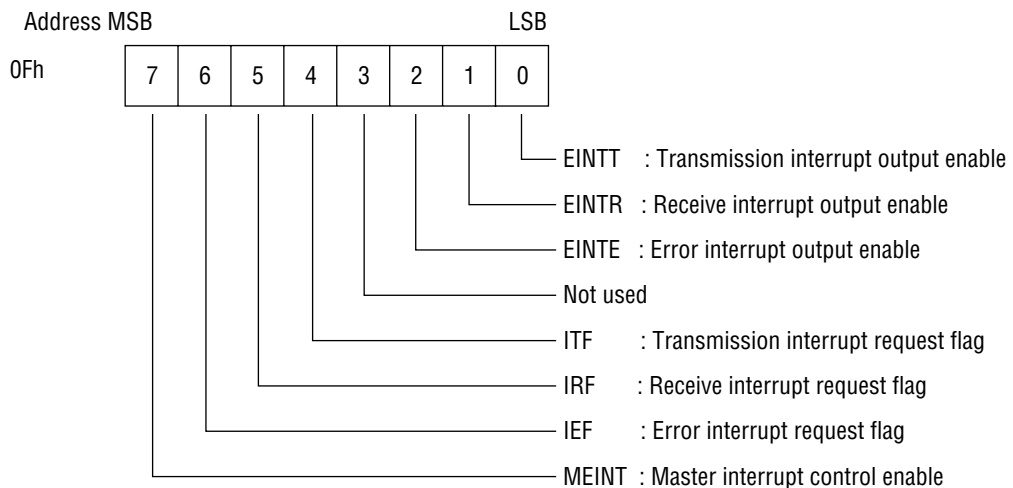 Address MSB LSB
0Fh 7 6 5 4 3 2 1 0
EINTT : Transmission interrupt output enable
EINTR : Receive interrupt output enable
EINTE : Error interrupt output enable
Not used
ITF : Transmission interrupt request flag
IRF : Receive interrupt request flag
IEF : Error interrupt request flag
MEINT : Master interrupt control enable